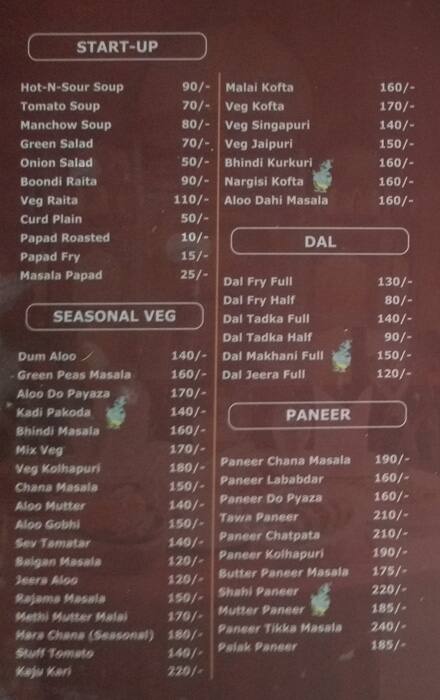 START-UP
Hot-N-Sour Soup 90/-
Tomato Soup 70/-
Manchow Soup 80/-
Green Salad 70/-
Onion Salad 50/-
Boondi Raita 90/-
Veg Raita 110/-
Curd Plain 50/-
Papad Roasted 10/-
Papad Fry 15/-
Masala Papad 25/-
SEASONAL VEG
Dum Aloo 140/-
Green Peas Masala 160/-
Aloo Do Payaza 170/-
Kadi Pakoda 140/-
Bhindi Masala 160/-
Mix Veg 170/-
Veg Kolhapuri 180/-
Chana Masala 150/-
Aloo Mutter 140/-
Aloo Gobhi 150/-
Sev Tamatar 140/-
Baigan Masala 120/-
Jeera Aloo 120/-
Rajama Masala 150/-
Methi Mutter Malai 170/-
Hara Chana (Seasonal) 180/-
Stuff Tomato 140/-
Kaju Kari 220/-
Malai Kofta 160/-
Veg Kofta 170/-
Veg Singapuri 140/-
Veg Jaipuri 150/-
Bhindi Kurkuri 160/-
Nargisi Kofta 160/-
Aloo Dahi Masala 160/-
DAL
Dal Fry Full 130/-
Dal Fry Half 80/-
Dal Tadka Full 140/-
Dal Tadka Half 90/-
Dal Makhani Full 150/-
Dal Jeera Full 120/-
PANEER
Paneer Chana Masala 190/-
Paneer Lababdar 160/-
Paneer Do Pyaza 160/-
Tawa Paneer 210/-
Paneer Chatpata 210/-
Paneer Kolhapuri 190/-
Butter Paneer Masala 175/-
Shahi Paneer 220/-
Mutter Paneer 185/-
Paneer Tikka Masala 240/-
Palak Paneer 185/-